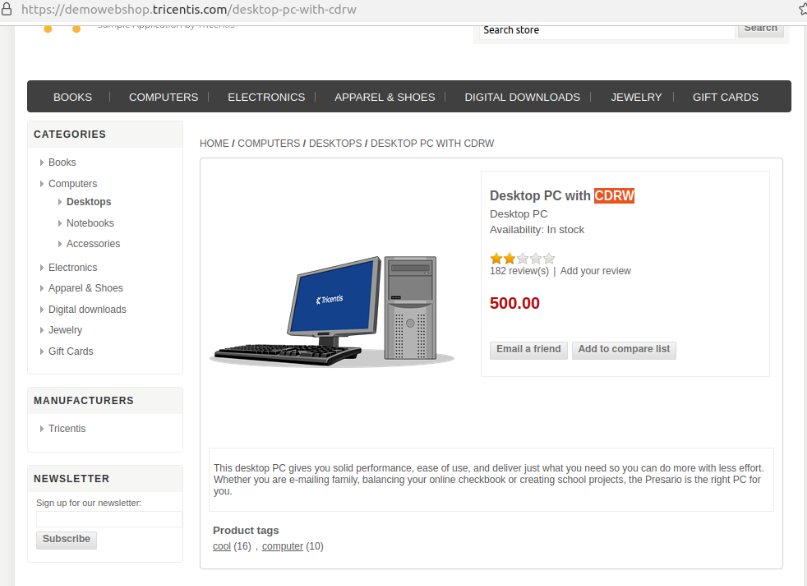 https://demowebshop.tricentis.com/desktop-pc-with-cdrw
Sample Application by Tricentis
Search store
Search
BOOKS | COMPUTERS | ELECTRONICS | APPAREL & SHOES | DIGITAL DOWNLOADS | JEWELRY | GIFT CARDS
CATEGORIES
Books
Computers
Desktops
Notebooks
Accessories
Electronics
Apparel & Shoes
Digital downloads
Jewelry
Gift Cards
MANUFACTURERS
Tricentis
NEWSLETTER
Sign up for our newsletter:
Subscribe
HOME / COMPUTERS / DESKTOPS / DESKTOP PC WITH CDRW
Tricentis
Desktop PC with CDRW
Desktop PC
Availability: In stock
182 review(s) | Add your review
500.00
Email a friend
Add to compare list
This desktop PC gives you solid performance, ease of use, and deliver just what you need so you can do more with less effort.
Whether you are e-mailing family, balancing your online checkbook or creating school projects, the Presario is the right PC for
you.
Product tags
cool (16) , computer (10)